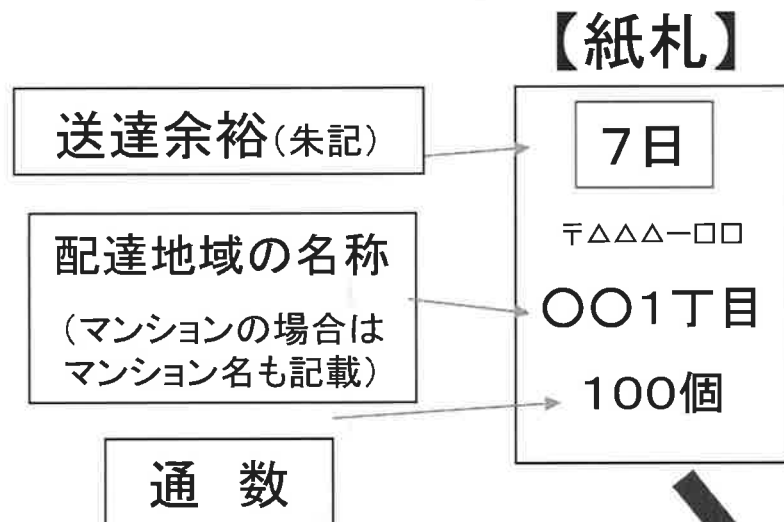 【紙札】
送達余裕(朱記)
7日
〒△△△ー□□
配達地域の名称
(マンションの場合は
マンション名も記載)
〇〇1丁目
100個
通 数